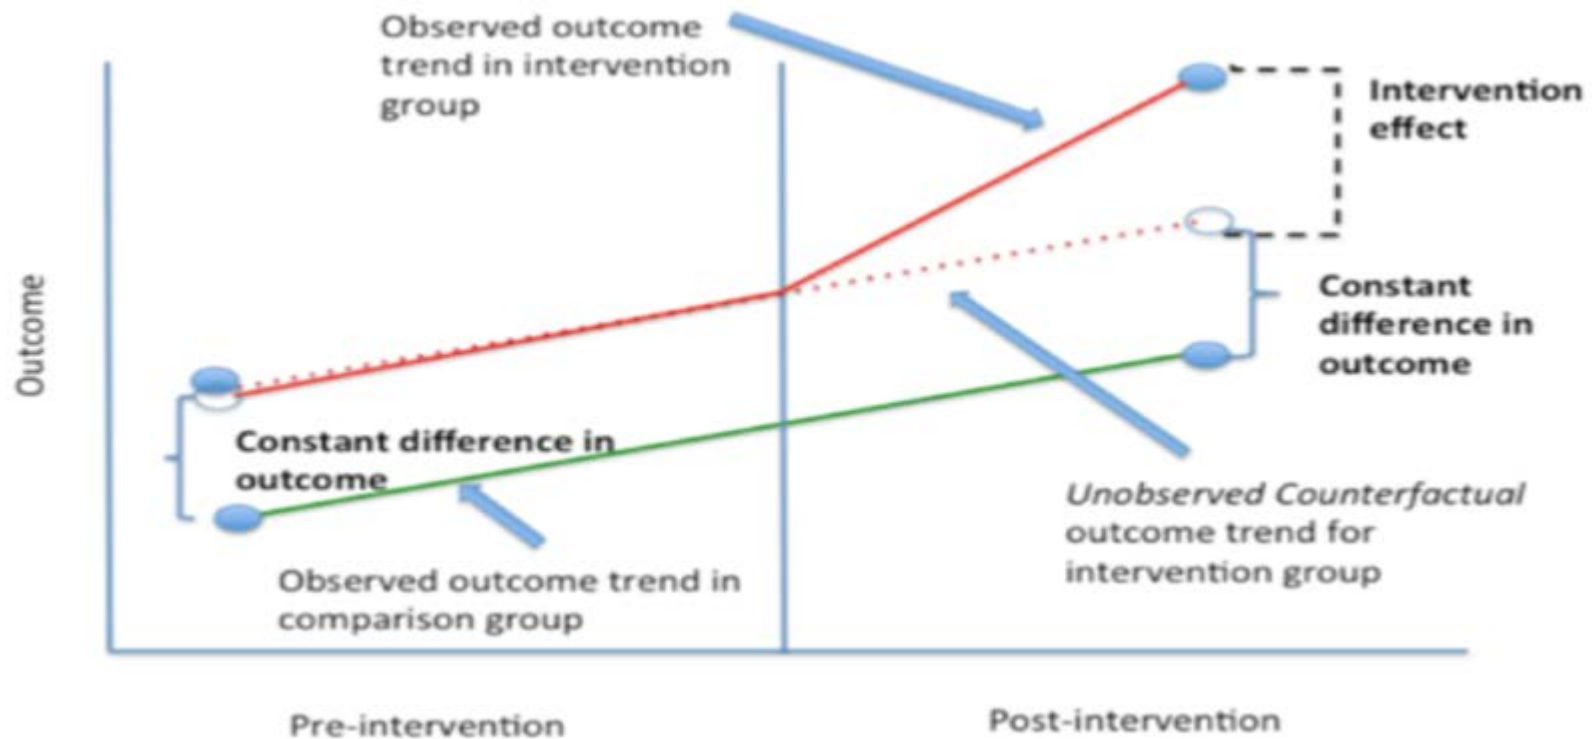 Observed outcome
trend in intervention
group
Intervention
effect
Outcome
Constant
difference in
outcome
Constant difference in
outcome
Unobserved Counterfactual
outcome trend for
intervention group
Observed outcome trend in
comparison group
Pre-intervention
Post-intervention